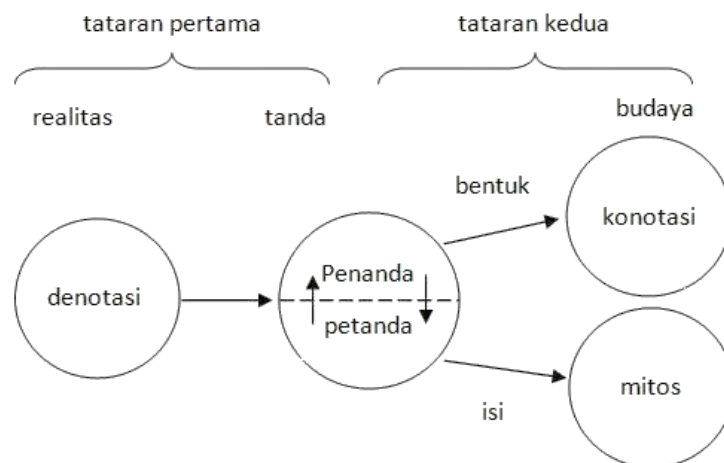 tataran pertama
tataran kedua
realitas
tanda
budaya
bentuk
konotasi
denotasi
Penanda
petanda
mitos
isi